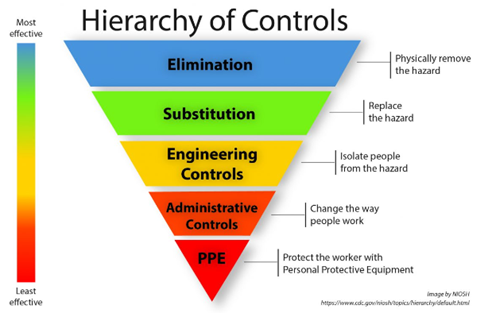 Hierarchy of Controls
Most
effective
Elimination
Physically remove
the hazard
Substitution
Replace
the hazard
Engineering
Controls
Isolate people
from the hazard
Administrative
Controls
Change the way
people work
PPE
Protect the worker with
Personal Protective Equipment
Least
effective
image by NIOSH
https://www.cdc.gov/niosh/topics/hierarchy/default.html